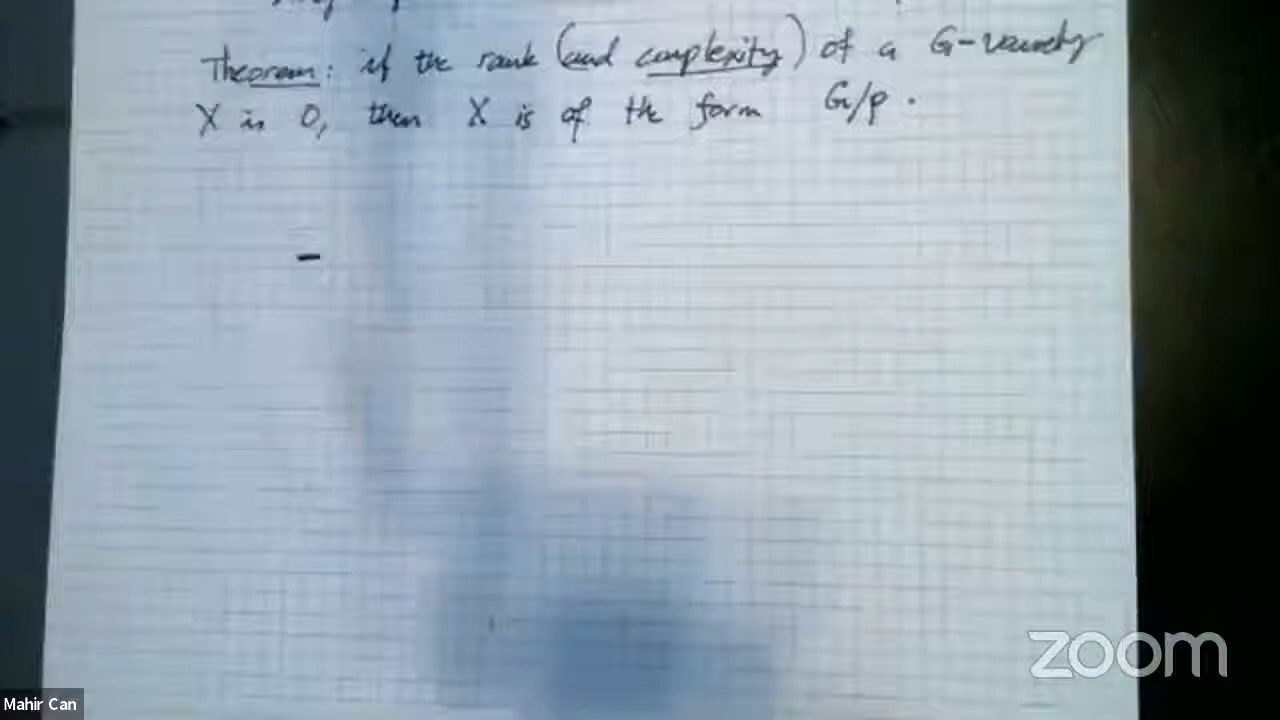 Theorem: if the rank (and complexity) of a G-variety
X is 0, then X is of the form G/P.
zoom
Mahir Can